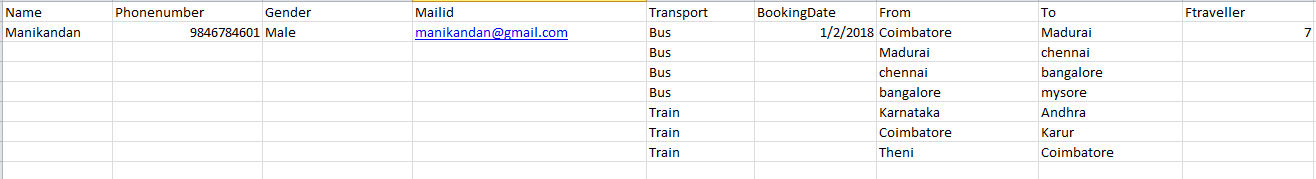 Name Phonenumber Gender Mailid Transport BookingDate From To Ftraveller
Manikandan 9846784601 Male manikandan@gmail.com Bus 1/2/2018 Coimbatore Madurai 7
Bus Madurai chennai
Bus chennai bangalore
Bus bangalore mysore
Train Karnataka Andhra
Train Coimbatore Karur
Train Theni Coimbatore